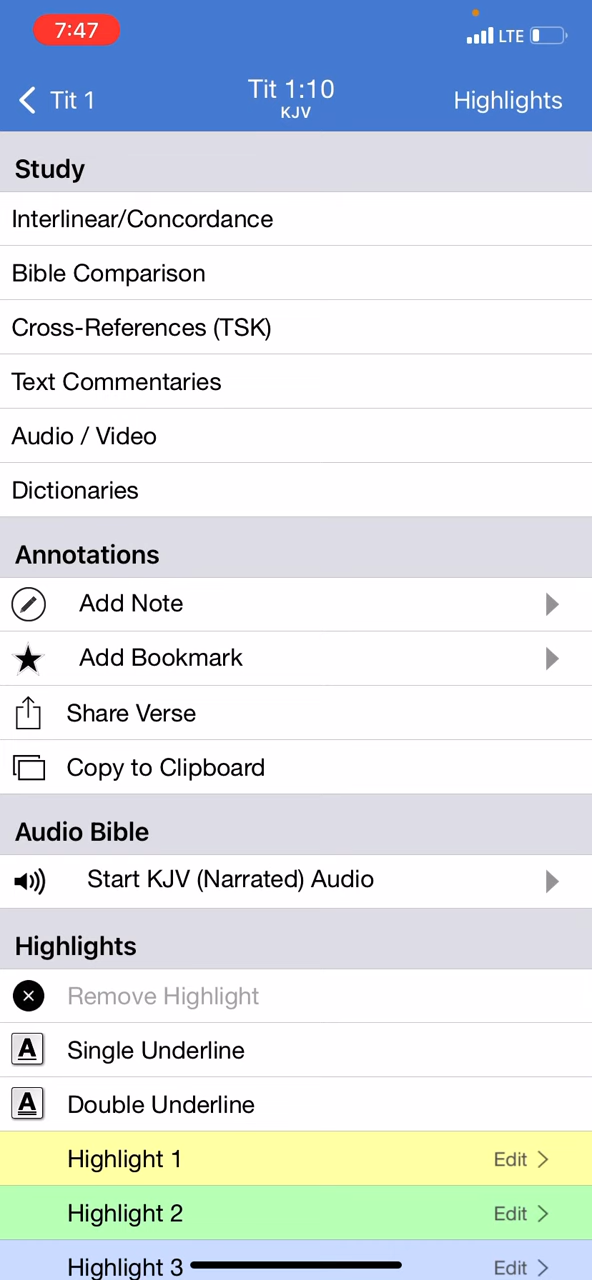 7:47
LTE
Tit 1
Tit 1:10
KJV
Highlights
Study
Interlinear/Concordance
Bible Comparison
Cross-References (TSK)
Text Commentaries
Audio / Video
Dictionaries
Annotations
Add Note
Add Bookmark
Share Verse
Copy to Clipboard
Audio Bible
Start KJV (Narrated) Audio
Highlights
Remove Highlight
A Single Underline
A Double Underline
Highlight 1 Edit
Highlight 2 Edit
Highlight 3 Edit